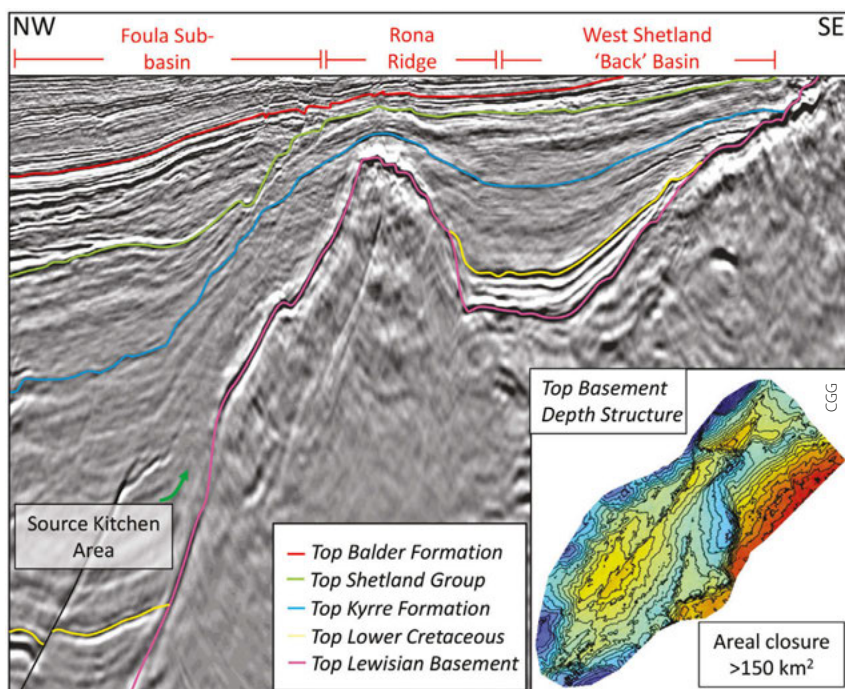 NW
Foula Sub-
basin
Rona
Ridge
West Shetland
'Back' Basin
SE
Source Kitchen
Area
Top Balder Formation
Top Shetland Group
Top Kyrre Formation
Top Lower Cretaceous
Top Lewisian Basement
Top Basement
Depth Structure
CGG
Areal closure
>150 km²